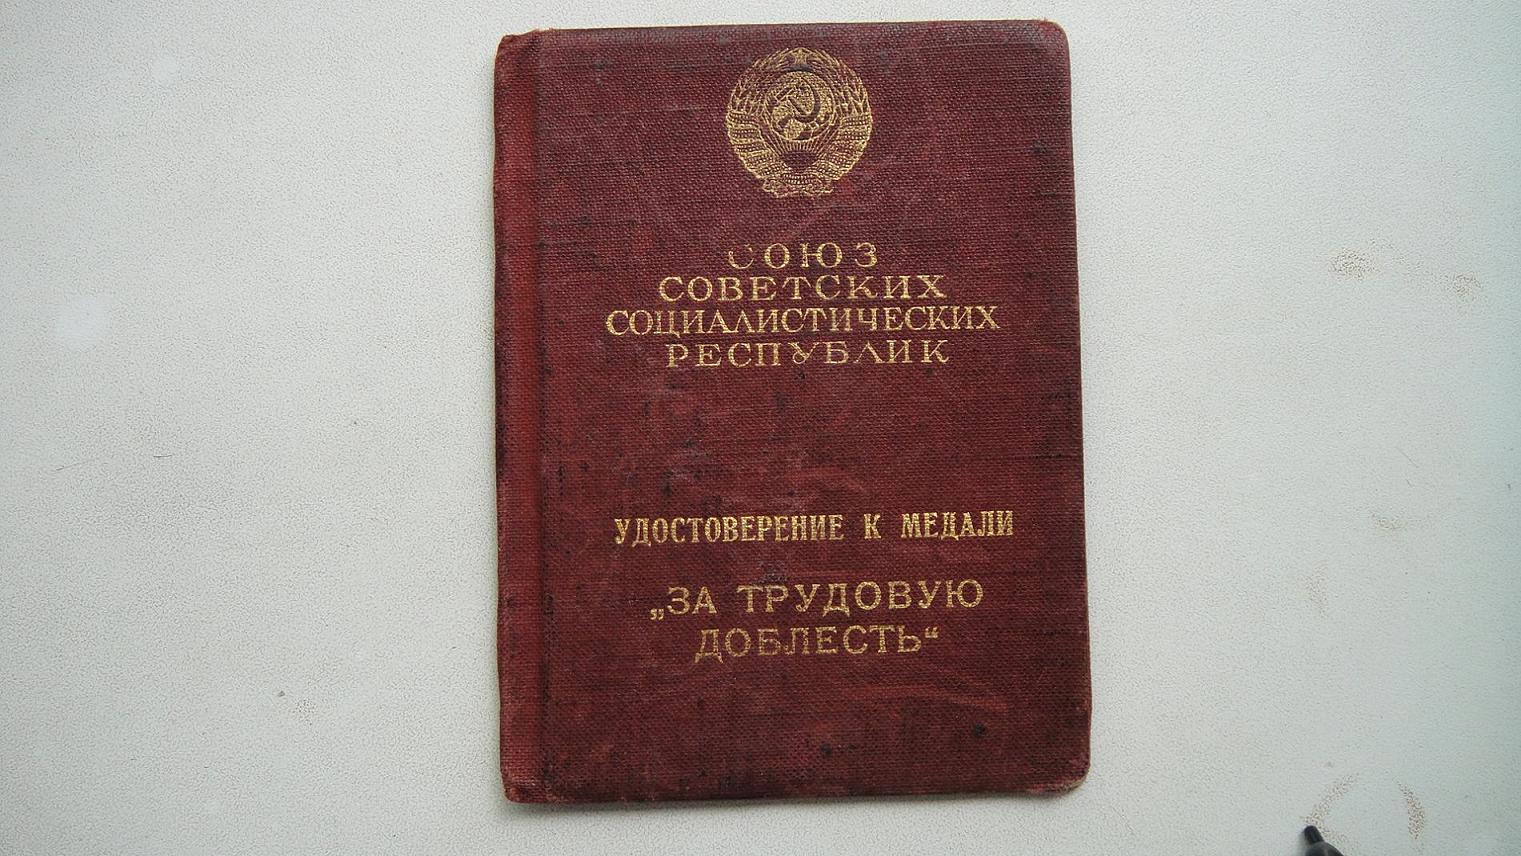 СОЮЗ
СОВЕТСКИХ
СОЦИАЛИСТИЧЕСКИХ
РЕСПУБЛИК
УДОСТОВЕРЕНИЕ К МЕДАЛИ
„ЗА ТРУДОВУЮ
ДОБЛЕСТЬ“